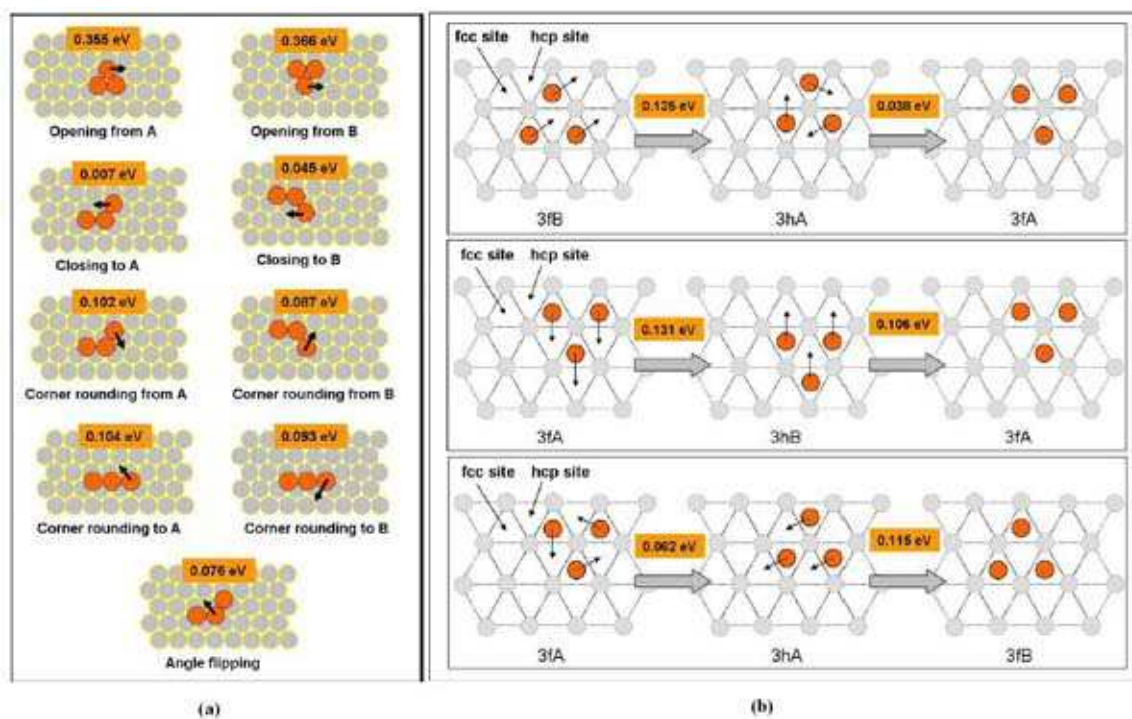 0.355 eV 0.366 eV
Opening from A Opening from B
0.007 eV 0.045 eV
Closing to A Closing to B
0.102 eV 0.087 eV
Corner rounding from A Corner rounding from B
0.104 eV 0.093 eV
Corner rounding to A Corner rounding to B
0.076 eV
Angle flipping
(a)
fcc site hcp site
0.125 eV 0.038 eV
3fB 3hA 3fA
fcc site hcp site
0.131 eV 0.106 eV
3fA 3hB 3fA
fcc site hcp site
0.062 eV 0.115 eV
3fA 3hA 3fB
(b)